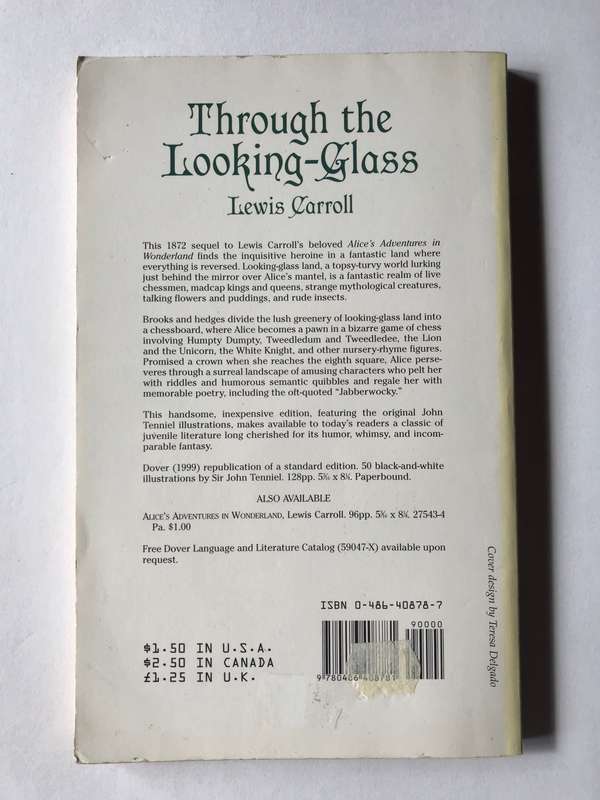 Through the
Looking-Glass
Lewis Carroll
This 1872 sequel to Lewis Carroll's beloved Alice's Adventures in
Wonderland finds the inquisitive heroine in a fantastic land where
everything is reversed. Looking-glass land, a topsy-turvy world lurking
just behind the mirror over Alice's mantel, is a fantastic realm of live
chessmen, madcap kings and queens, strange mythological creatures,
talking flowers and puddings, and rude insects.
Brooks and hedges divide the lush greenery of looking-glass land into
a chessboard, where Alice becomes a pawn in a bizarre game of chess
involving Humpty Dumpty, Tweedledum and Tweedledee, the Lion
and the Unicorn, the White Knight, and other nursery-rhyme figures.
Promised a crown when she reaches the eighth square, Alice perse-
veres through a surreal landscape of amusing characters who pelt her
with riddles and humorous semantic quibbles and regale her with
memorable poetry, including the oft-quoted "Jabberwocky."
This handsome, inexpensive edition, featuring the original John
Tenniel illustrations, makes available to today's readers a classic of
juvenile literature long cherished for its humor, whimsy, and incom-
parable fantasy.
Dover (1999) republication of a standard edition. 50 black-and-white
illustrations by Sir John Tenniel. 128pp. x Paperbound.
ALSO AVAILABLE
ALICE'S ADVENTURES IN WONDERLAND, Lewis Carroll. 96pp. x 27543-4
Pa. $1.00
Free Dover Language and Literature Catalog (59047-X) available upon
request.
Cover design by Teresa Delgado
ISBN 0-486-40878-7
90000
$1.50 IN U.S.A.
$2.50 IN CANADA
£1.25 IN U.K.